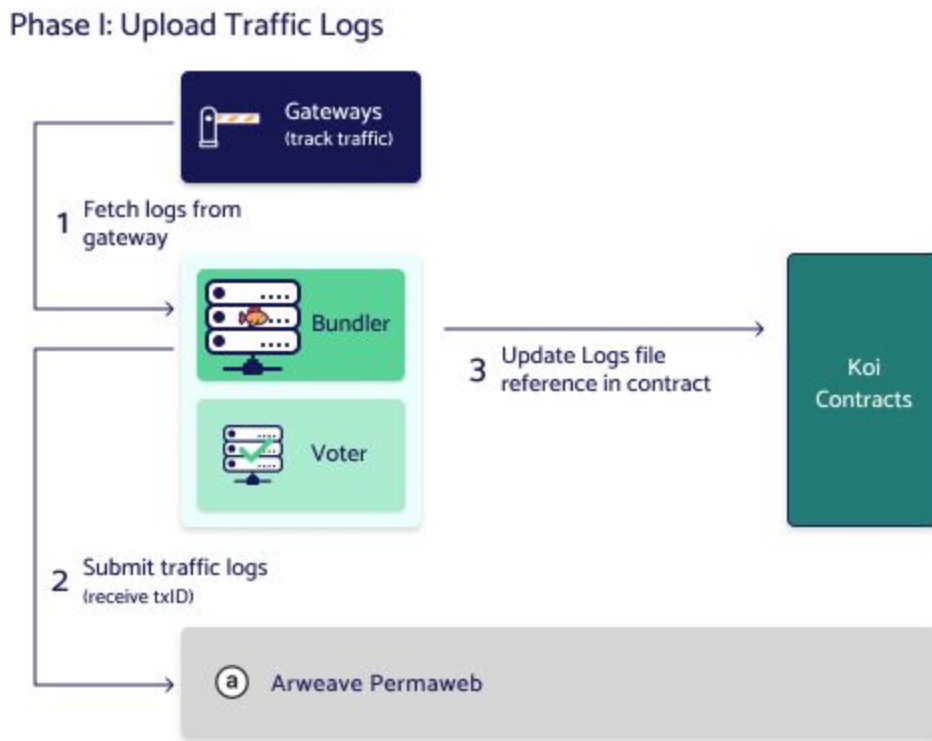 Phase I: Upload Traffic Logs
Gateways
(track traffic)
1
Fetch logs from
gateway
Bundler
3
Update Logs file
reference in contract
Koi
Contracts
Voter
2
Submit traffic logs
(receive txID)
a
Arweave Permaweb